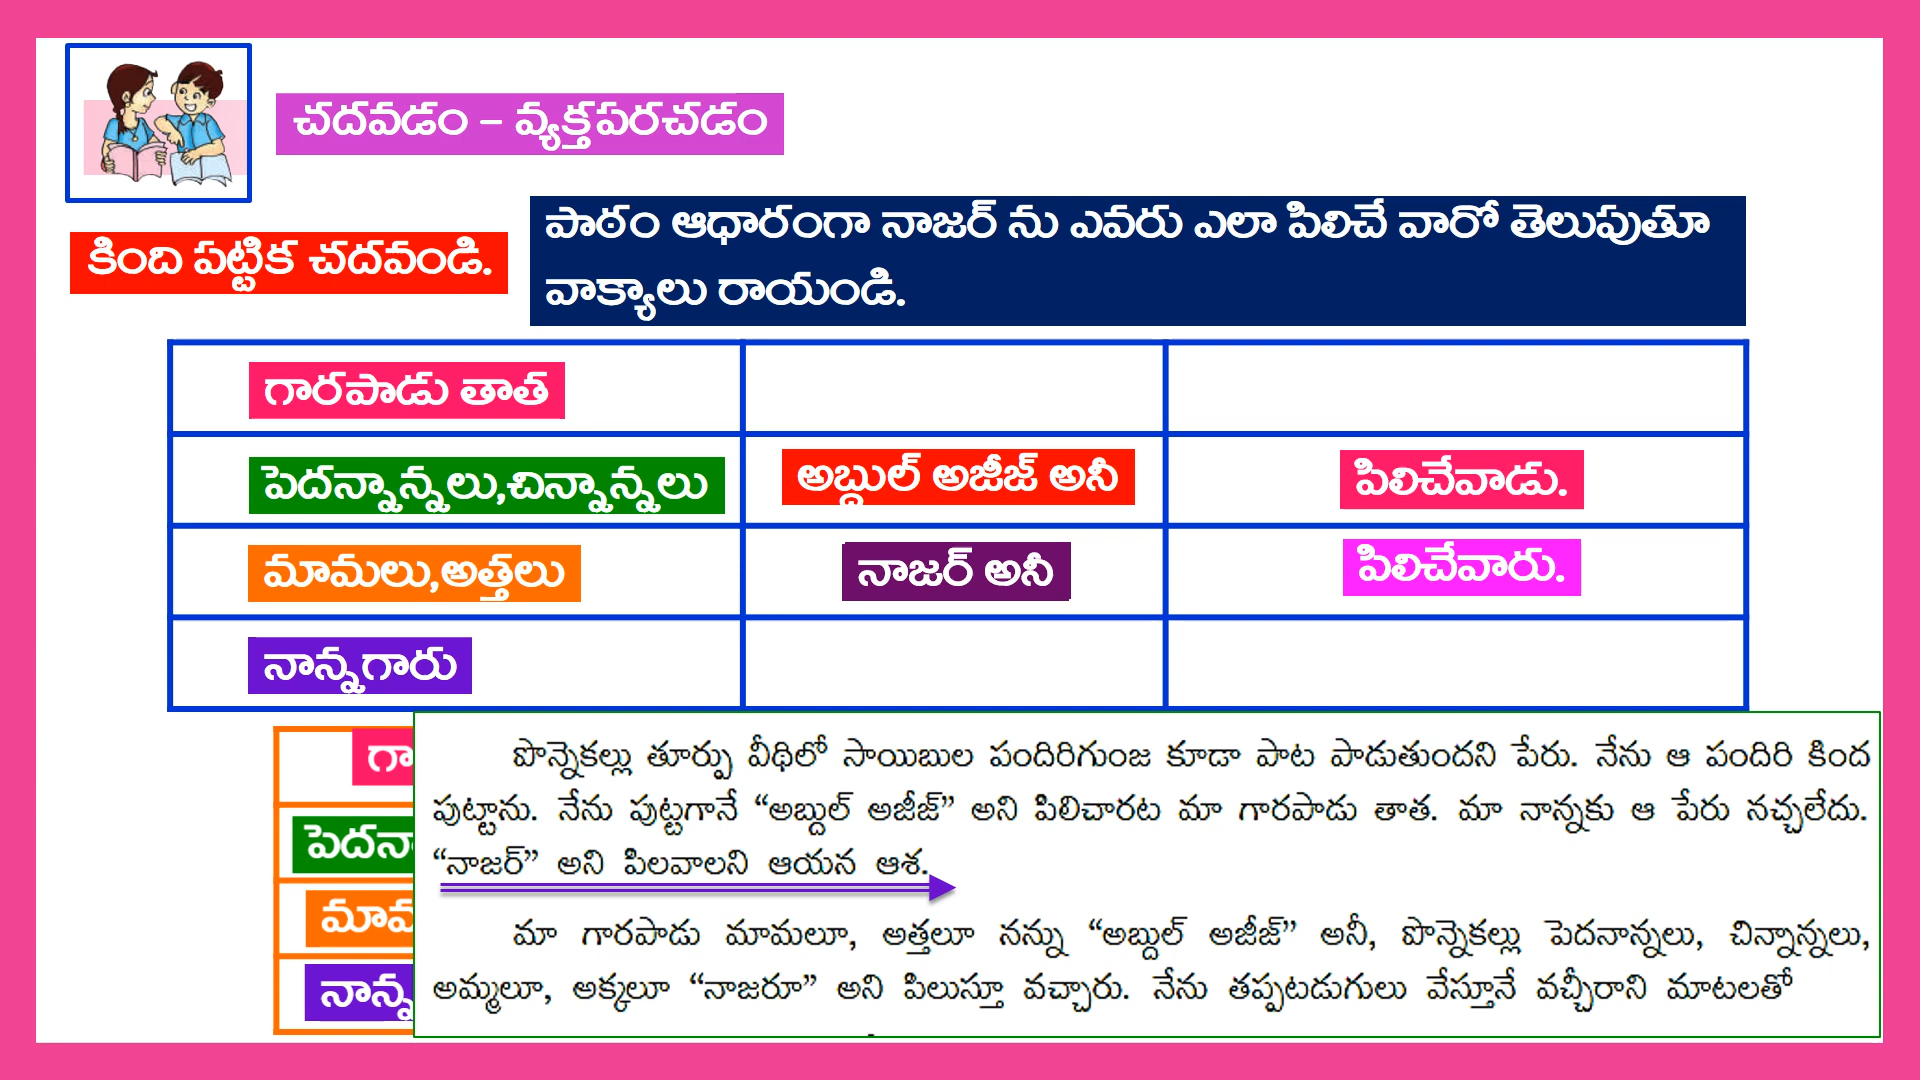 చదవడం – వ్యక్తపరచడం
కింది పట్టిక చదవండి.
పాఠం ఆధారంగా నాజర్ ను ఎవరు ఎలా పిలిచే వారో తెలుపుతూ
వాక్యాలు రాయండి.
గారపాడు తాత
పెదన్నాన్నలు,చిన్నాన్నలు అబ్దుల్ అజీజ్ అనీ పిలిచేవాడు.
మామలు,అత్తలు నాజర్ అనీ పిలిచేవారు.
నాన్నగారు
పొన్నెకల్లు తూర్పు వీథిలో సాయిబుల పందిరిగుంజ కూడా పాట పాడుతుందని పేరు. నేను ఆ పందిరి కింద
పుట్టాను. నేను పుట్టగానే “అబ్దుల్ అజీజ్” అని పిలిచారట మా గారపాడు తాత. మా నాన్నకు ఆ పేరు నచ్చలేదు.
“నాజర్” అని పిలవాలని ఆయన ఆశ.
మా గారపాడు మామలూ, అత్తలూ నన్ను “అబ్దుల్ అజీజ్” అనీ, పొన్నెకల్లు పెదనాన్నలు, చిన్నాన్నలు,
అమ్మలూ, అక్కలూ “నాజరూ” అని పిలుస్తూ వచ్చారు. నేను తప్పటడుగులు వేస్తూనే వచ్చీరాని మాటలతో
గా
పెదనా
మామ
నాన్న